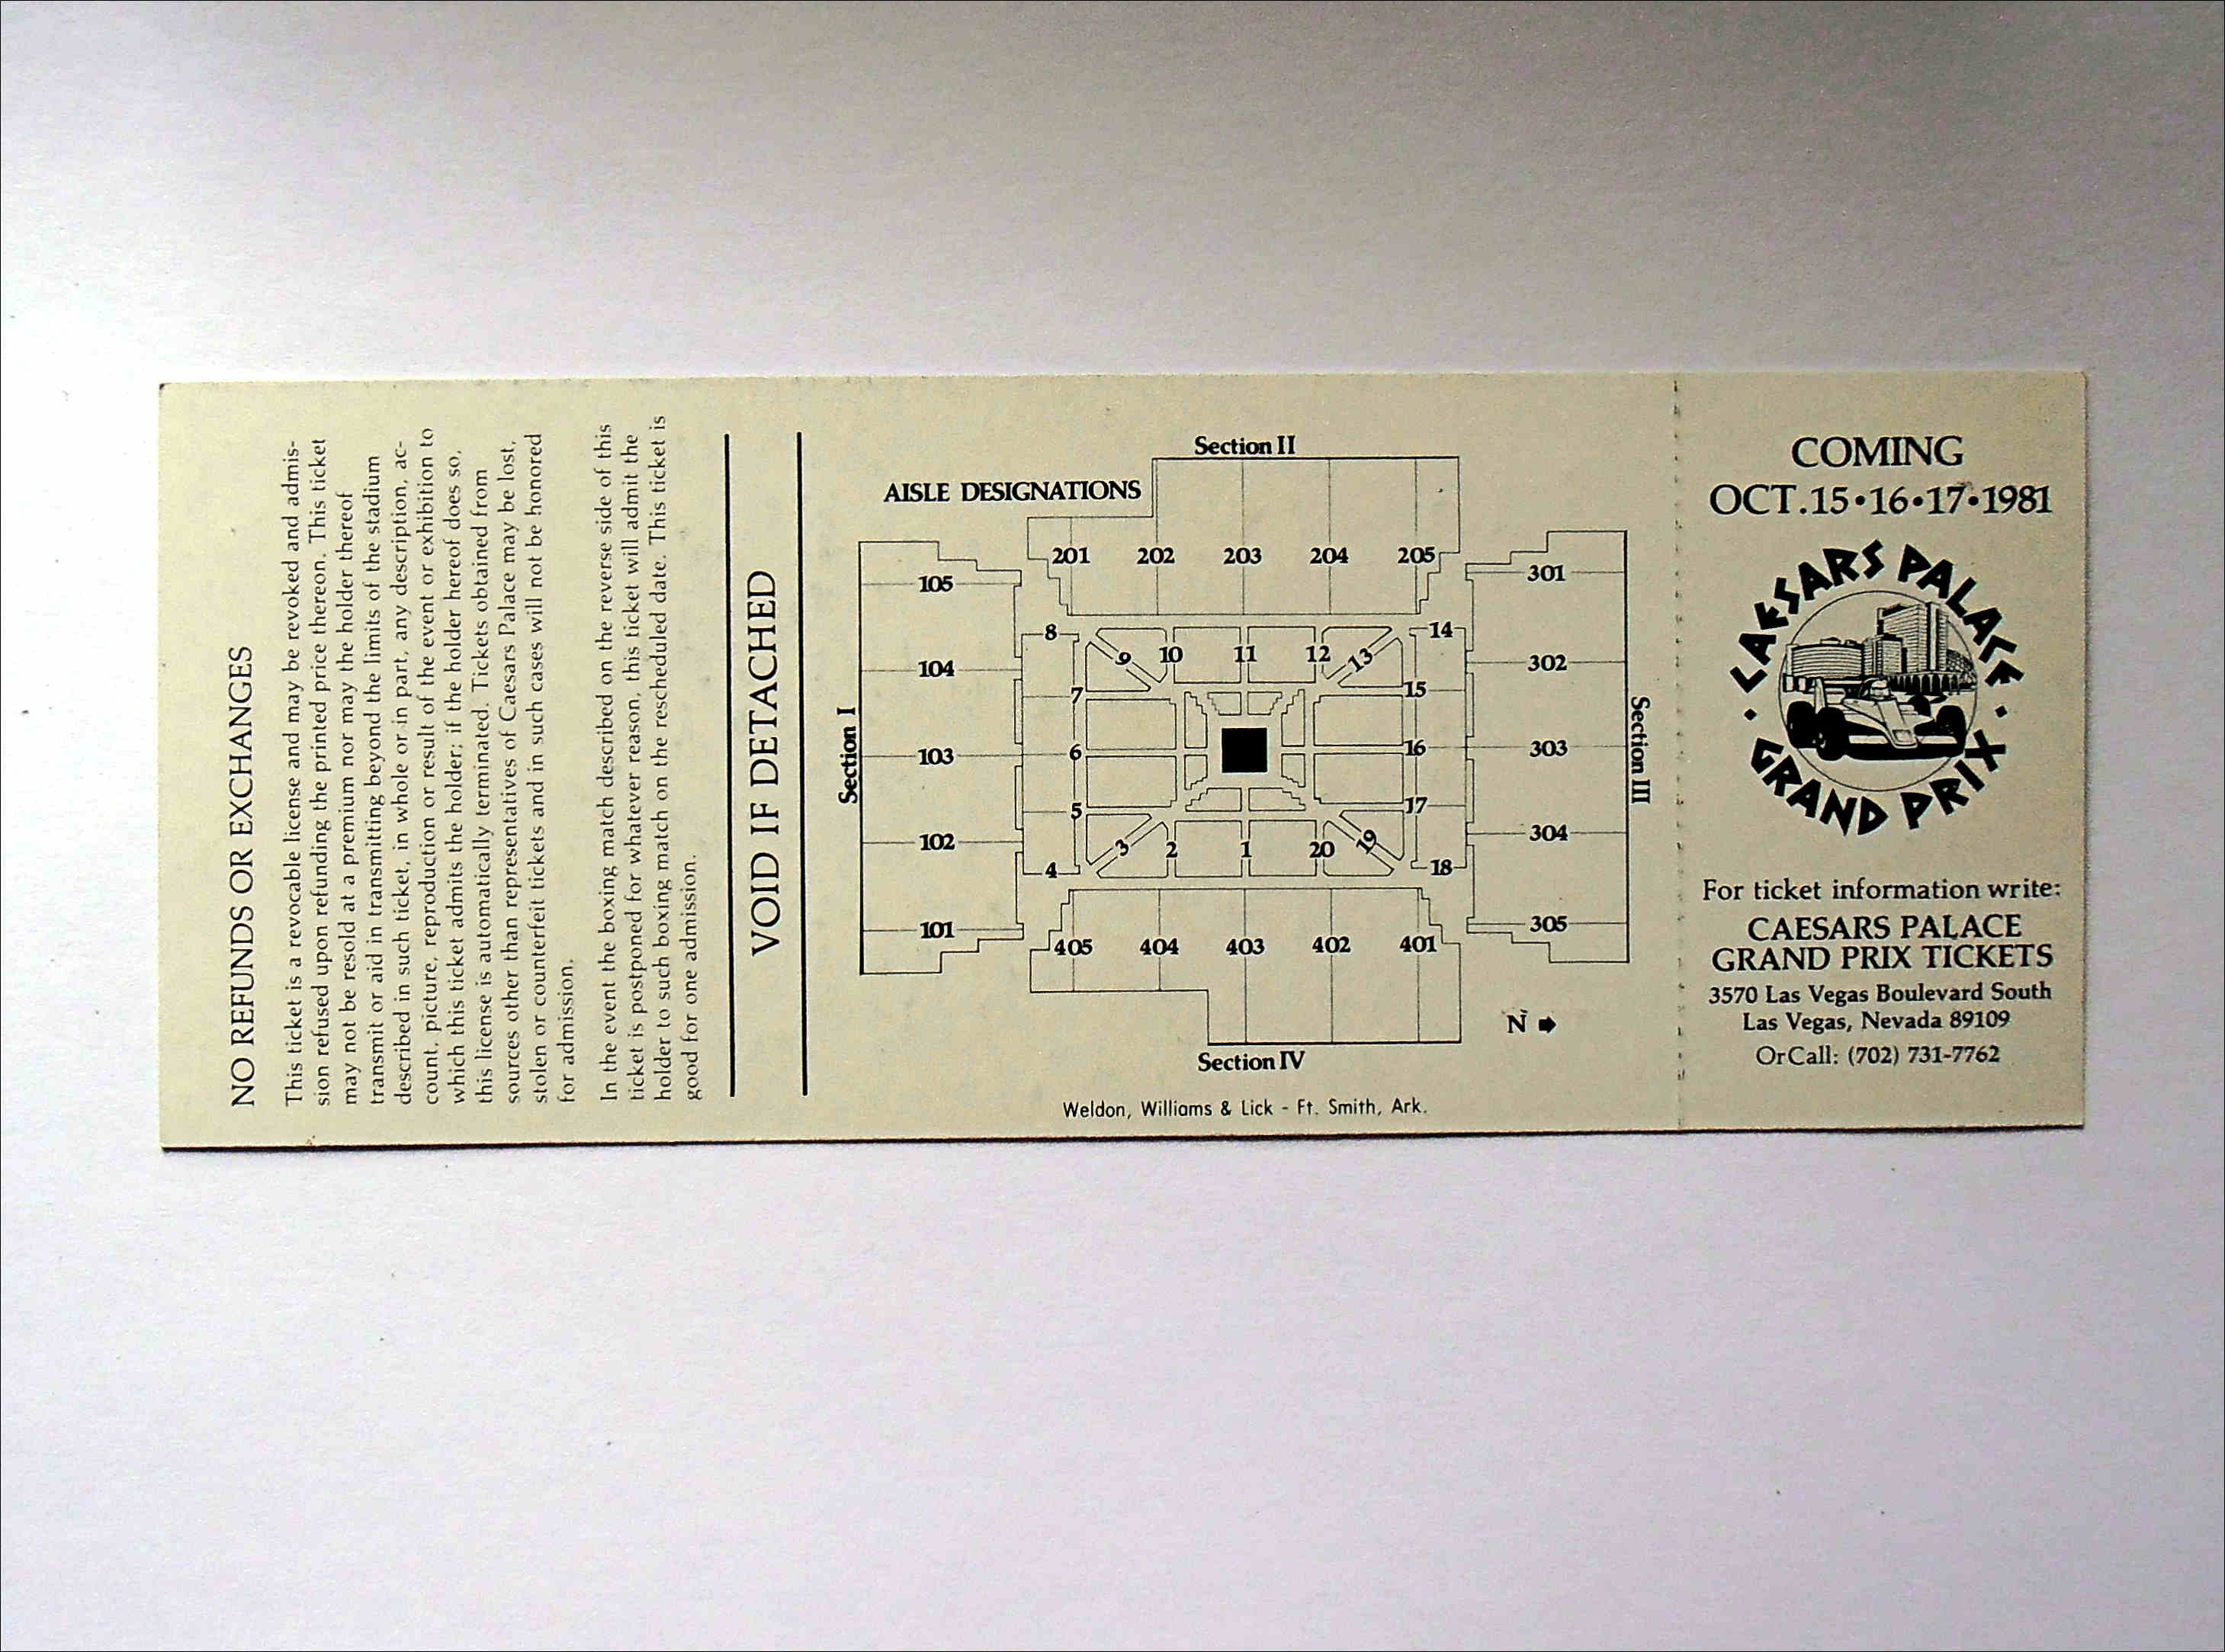 NO REFUNDS OR EXCHANGES
This ticket is a revocable license and may be revoked and admis-
sion refused upon refunding the printed price thereon. This ticket
may not be resold at a premium nor may the holder thereof
transmit or aid in transmitting beyond the limits of the stadium
described in such ticket, in whole or in part, any description, ac-
count, picture, reproduction or result of the event or exhibition to
which this ticket admits the holder; if the holder hereof does so,
this license is automatically terminated. Tickets obtained from
sources other than representatives of Caesars Palace may be lost,
stolen or counterfeit tickets and in such cases will not be honored
for admission.
In the event the boxing match described on the reverse side of this
ticket is postponed for whatever reason, this ticket will admit the
holder to such boxing match on the rescheduled date. This ticket is
good for one admission.
VOID IF DETACHED
Section II
AISLE DESIGNATIONS
201 202 203 204 205
Section I
105
104
103
102
101
8 9 10 11 12 13 14
7 15
6 16
5 17
4 3 2 1 20 19 18
301
302
303
304
305
Section III
405 404 403 402 401
N
Section IV
Weldon, Williams & Lick - Ft. Smith, Ark.
COMING
OCT.15•16•17•1981
• CAESARS PALACE •
GRAND PRIX
For ticket information write:
CAESARS PALACE
GRAND PRIX TICKETS
3570 Las Vegas Boulevard South
Las Vegas, Nevada 89109
Or Call: (702) 731-7762